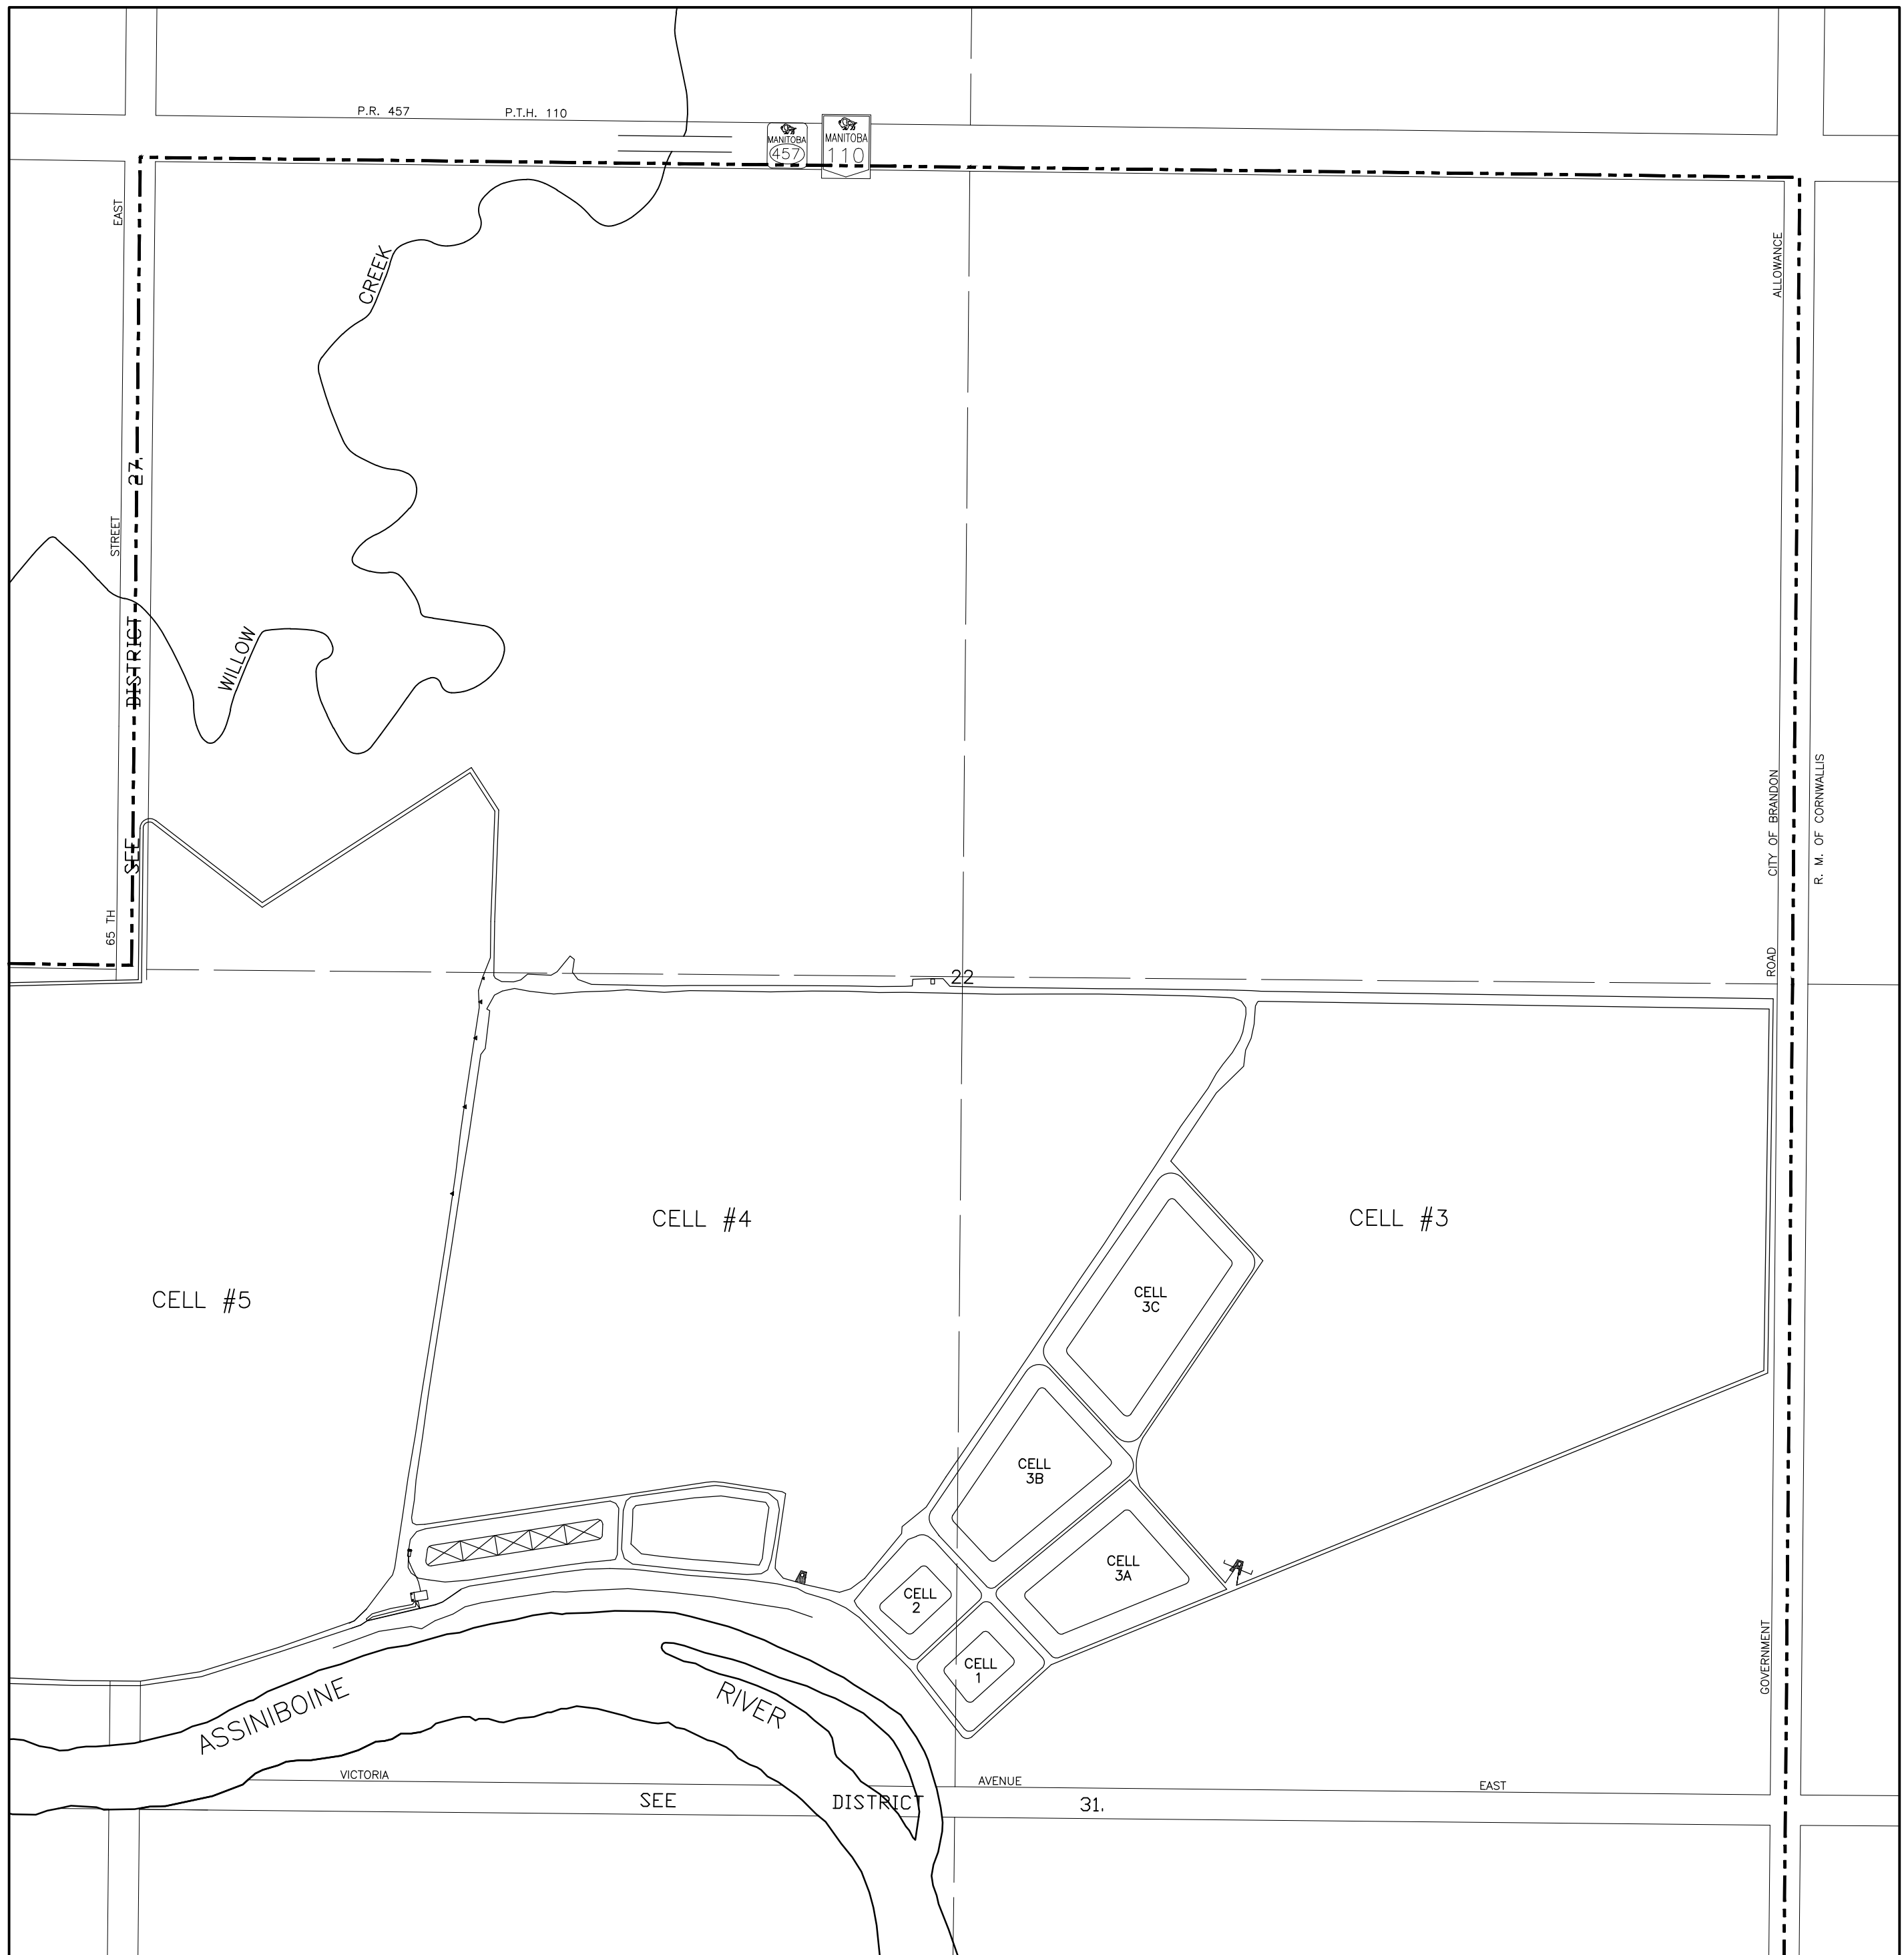 P.R. 457
P.T.H. 110
MANITOBA
457
MANITOBA
110
EAST
STREET
65 TH
SEE DISTRICT 27.
WILLOW
CREEK
ALLOWANCE
CITY OF BRANDON
R. M. OF CORNWALLIS
ROAD
GOVERNMENT
22
CELL #4
CELL #3
CELL #5
CELL
3C
CELL
3B
CELL
3A
CELL
2
CELL
1
ASSINIBOINE
RIVER
VICTORIA
AVENUE
EAST
SEE DISTRICT 31.